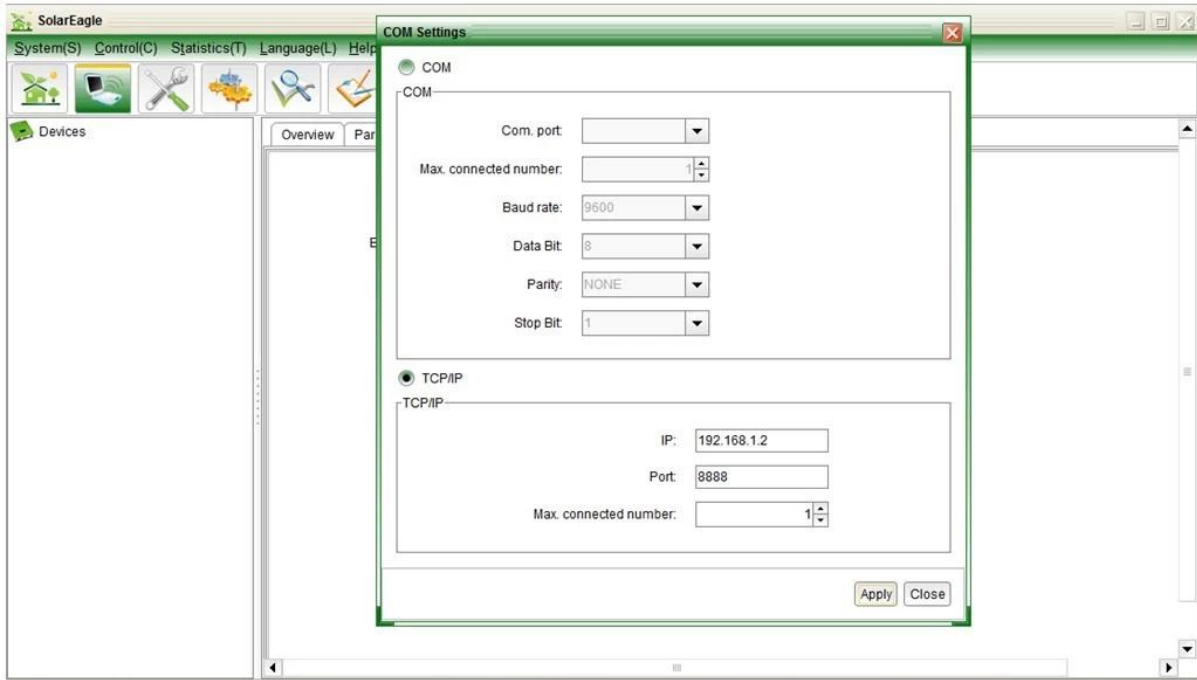 SolarEagle
System(S) Control(C) Statistics(T) Language(L) Help
Devices
Overview Par
E
COM Settings
COM
COM
Com. port:
Max. connected number: 1
Baud rate: 9600
Data Bit: 8
Parity: NONE
Stop Bit: 1
TCP/IP
TCP/IP
IP: 192.168.1.2
Port: 8888
Max. connected number: 1
Apply Close